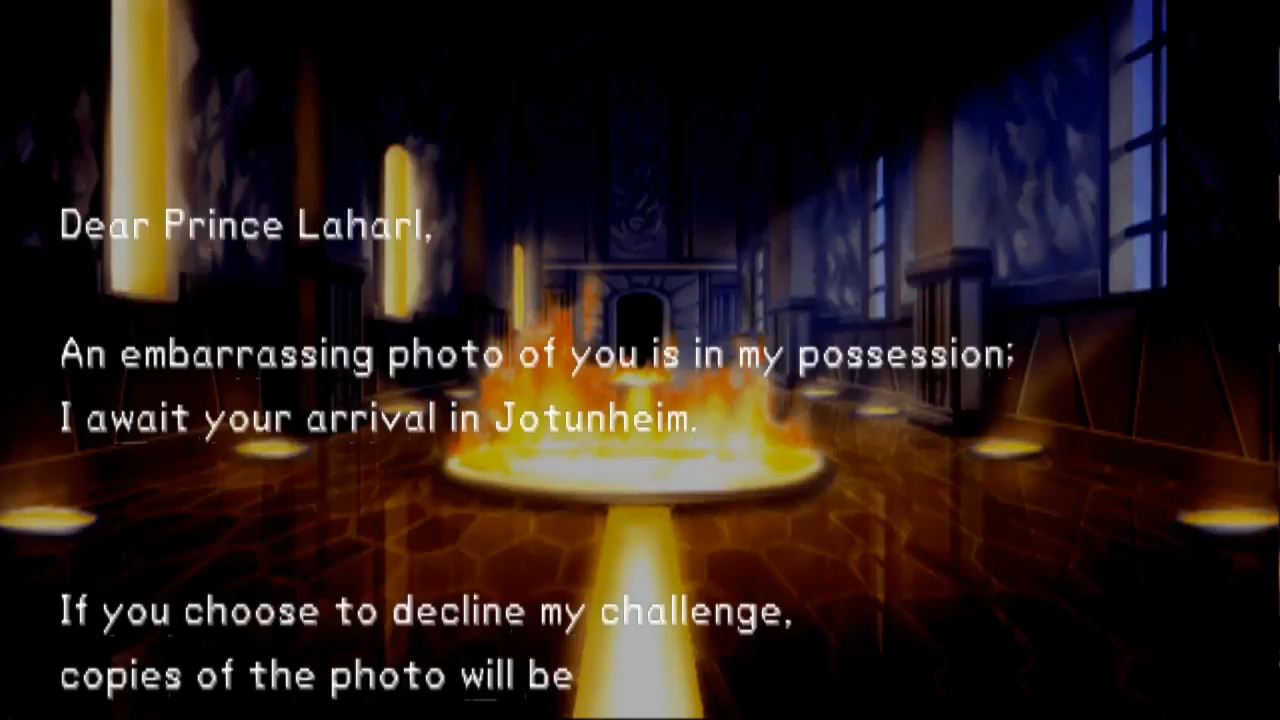 Dear Prince Laharl,
An embarrassing photo of you is in my possession;
I await your arrival in Jotunheim.
If you choose to decline my challenge,
copies of the photo will be